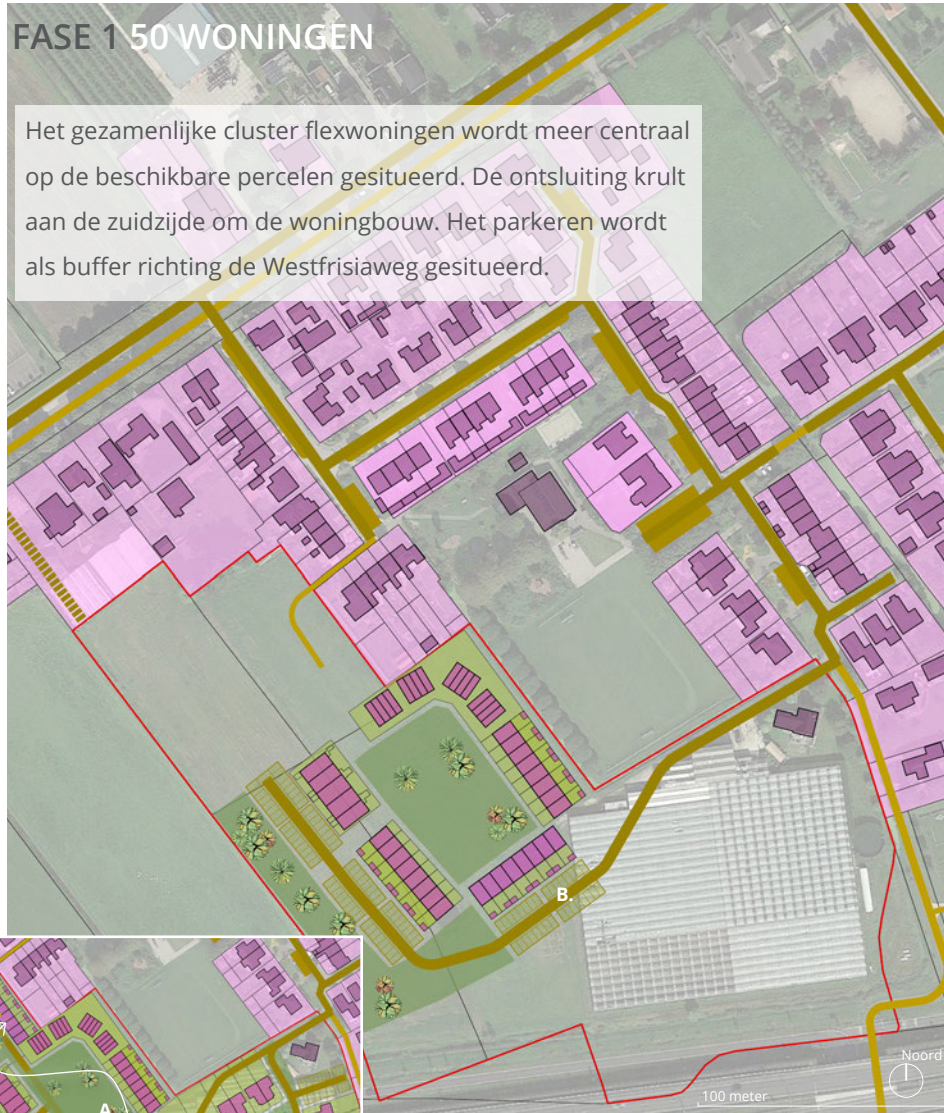 FASE 1 50 WONINGEN
Het gezamenlijke cluster flexwoningen wordt meer centraal
op de beschikbare percelen gesitueerd. De ontsluiting krult
aan de zuidzijde om de woningbouw. Het parkeren wordt
als buffer richting de Westfrisiaweg gesitueerd.
B.
A.
Noord
100 meter